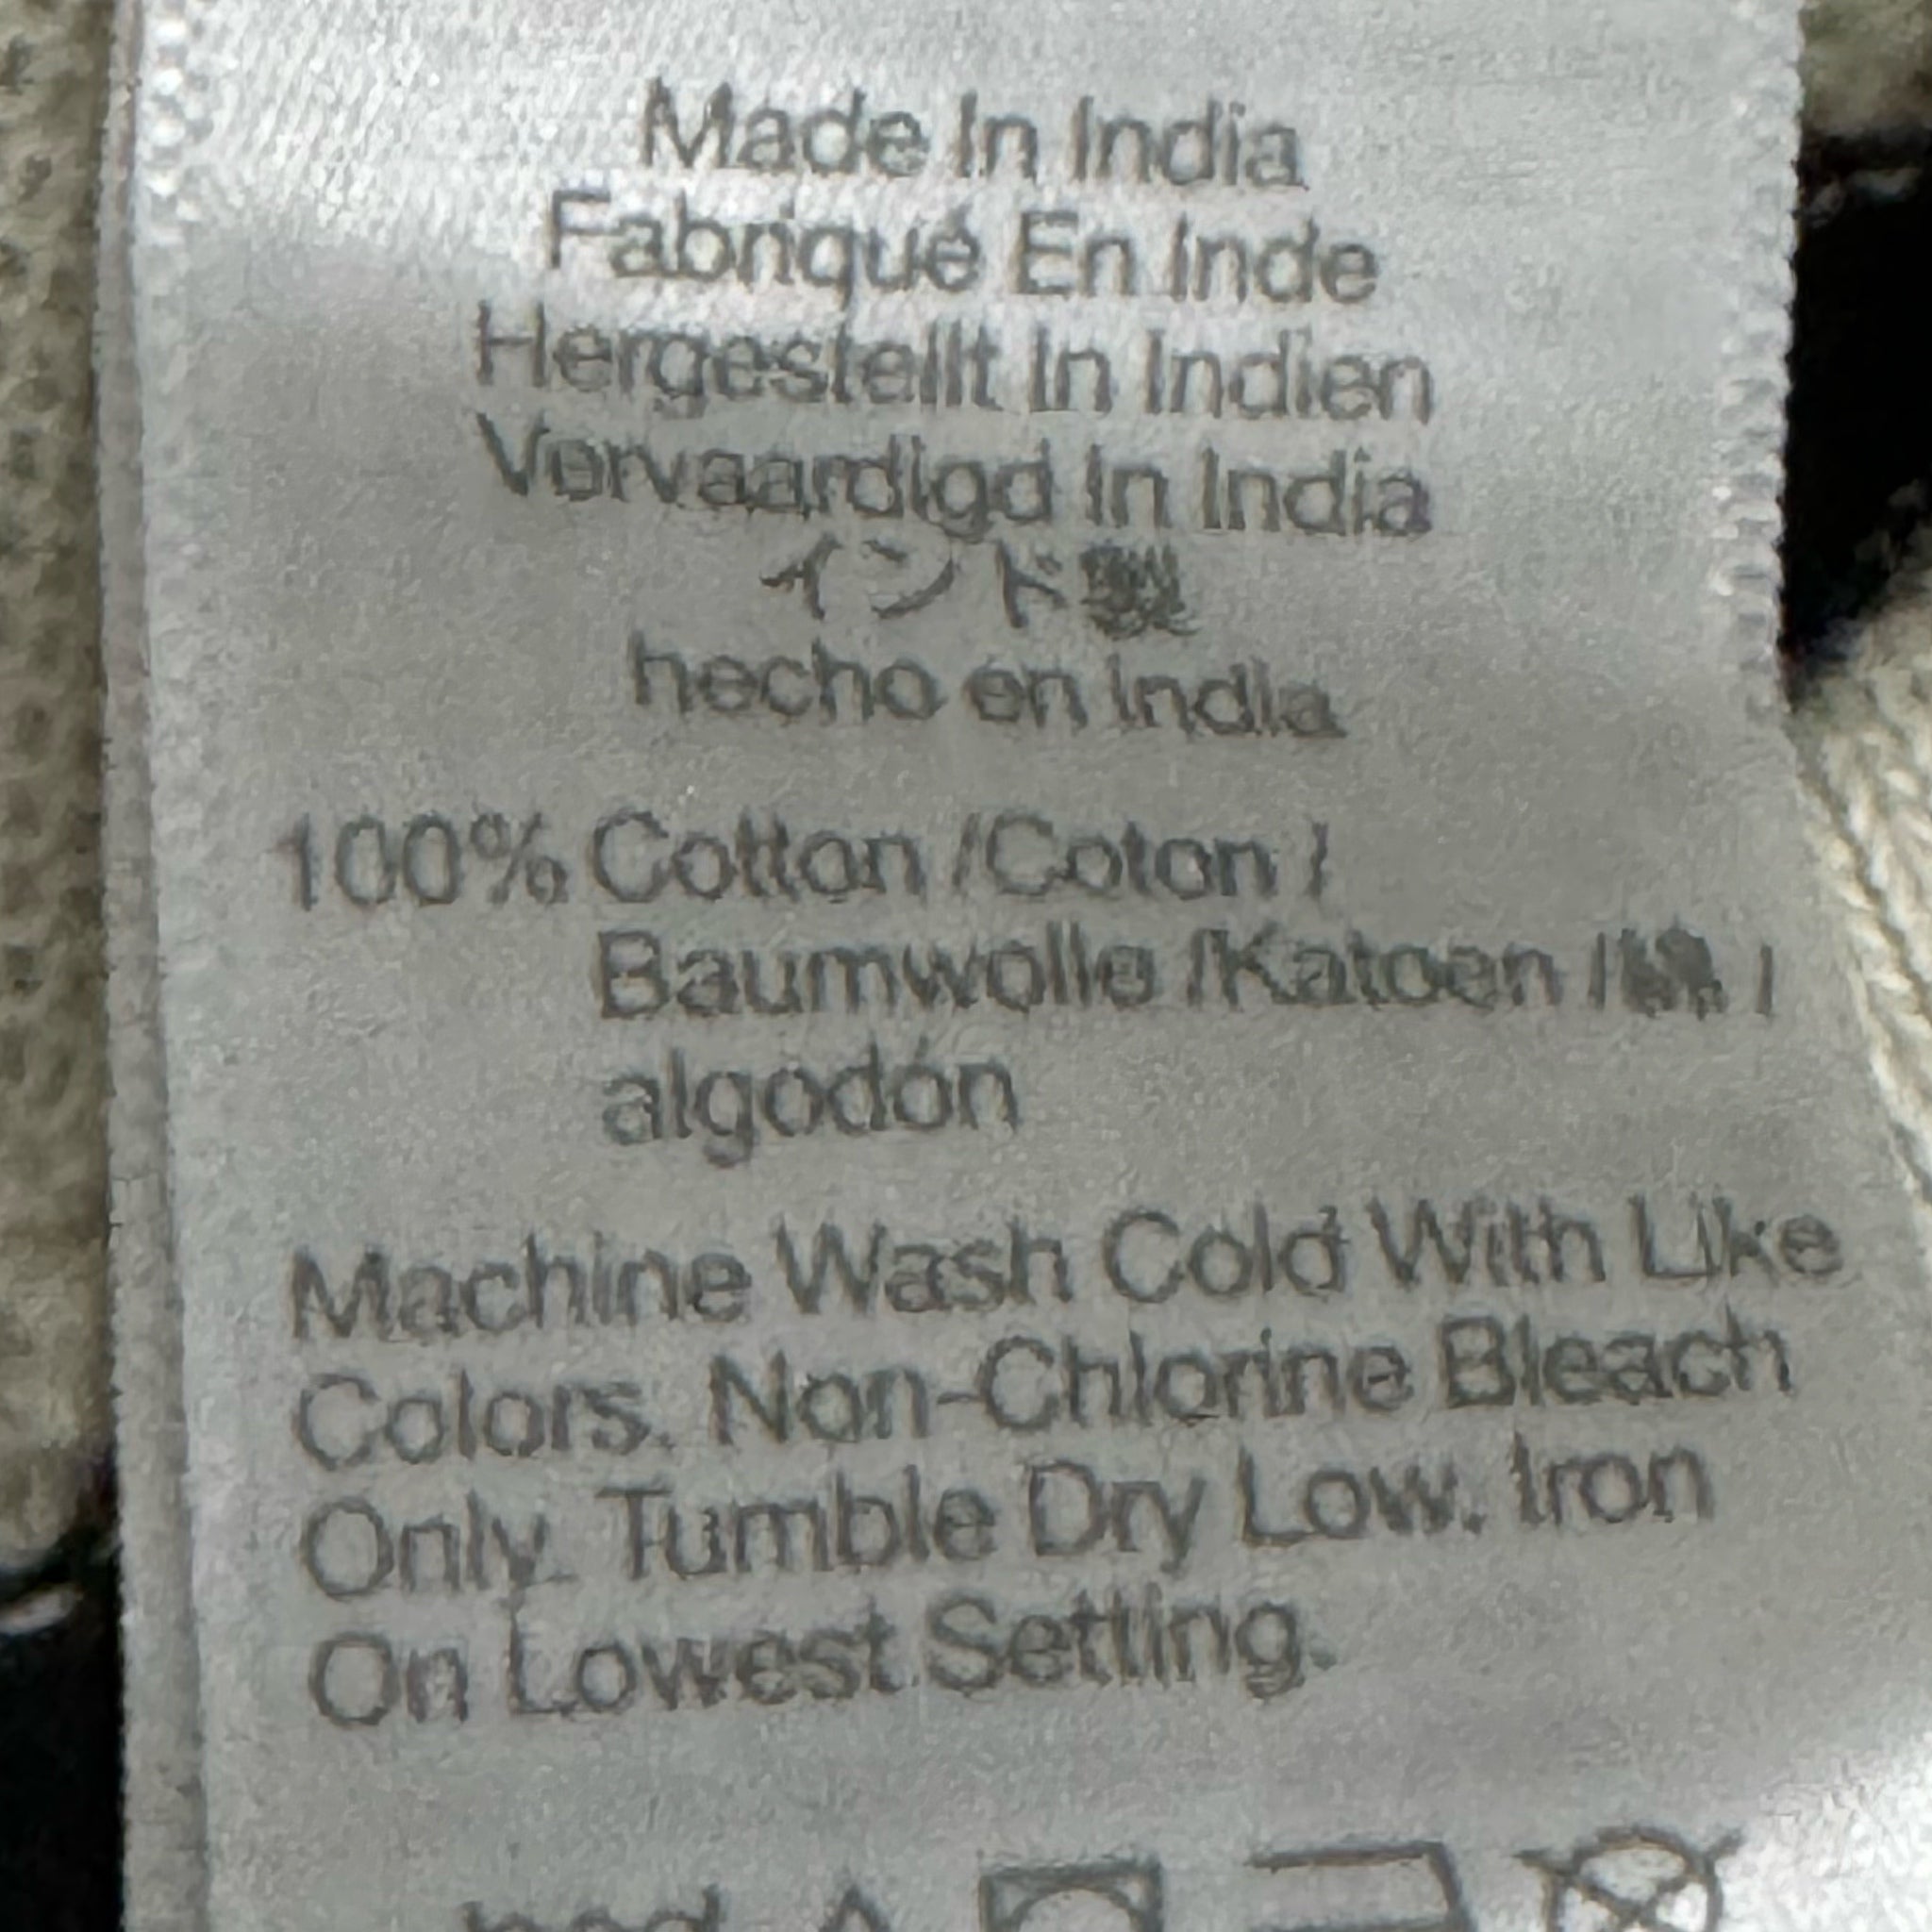 Made In India
Fabriqué En Inde
Hergestellt In Indien
Vervaardigd In India
インド製
hecho en India
100% Cotton /Coton /
Baumwolle /Katoen /綿 /
algodón
Machine Wash Cold With Like
Colors. Non-Chlorine Bleach
Only. Tumble Dry Low. Iron
On Lowest Setting.